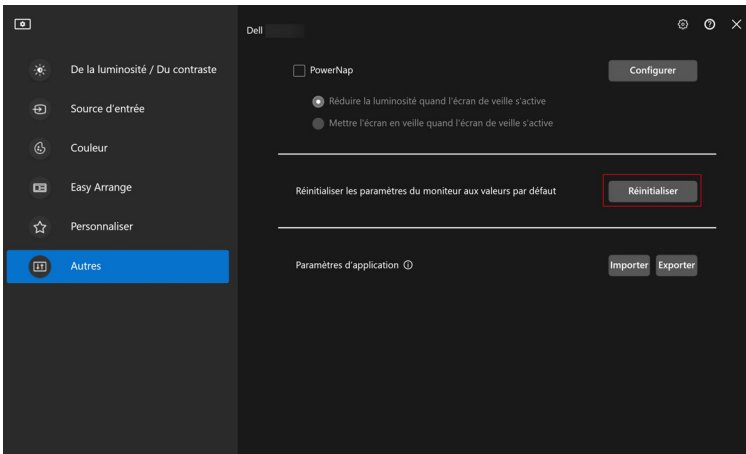 Dell
De la luminosité / Du contraste
Source d'entrée
Couleur
Easy Arrange
Personnaliser
Autres
PowerNap
Configurer
Réduire la luminosité quand l'écran de veille s'active
Mettre l'écran en veille quand l'écran de veille s'active
Réinitialiser les paramètres du moniteur aux valeurs par défaut
Réinitialiser
Paramètres d'application
Importer
Exporter